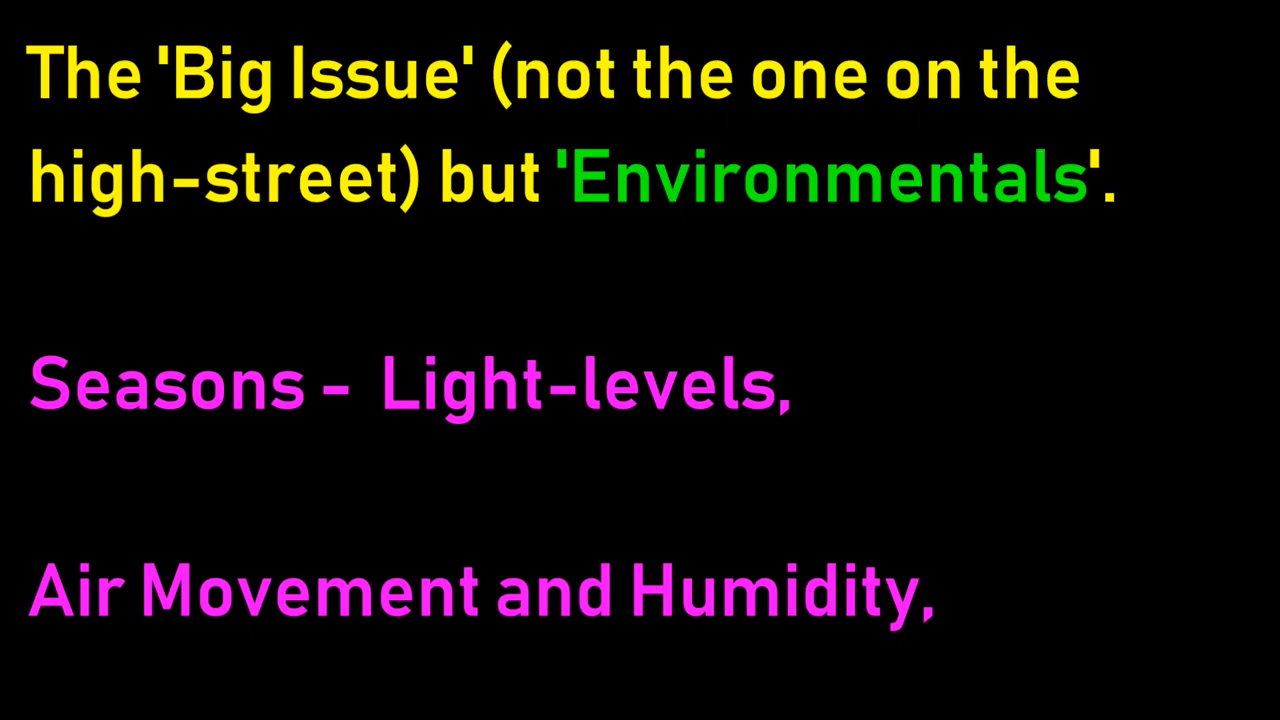 The 'Big Issue' (not the one on the
high-street) but 'Environmentals'.
Seasons -  Light-levels,
Air Movement and Humidity,